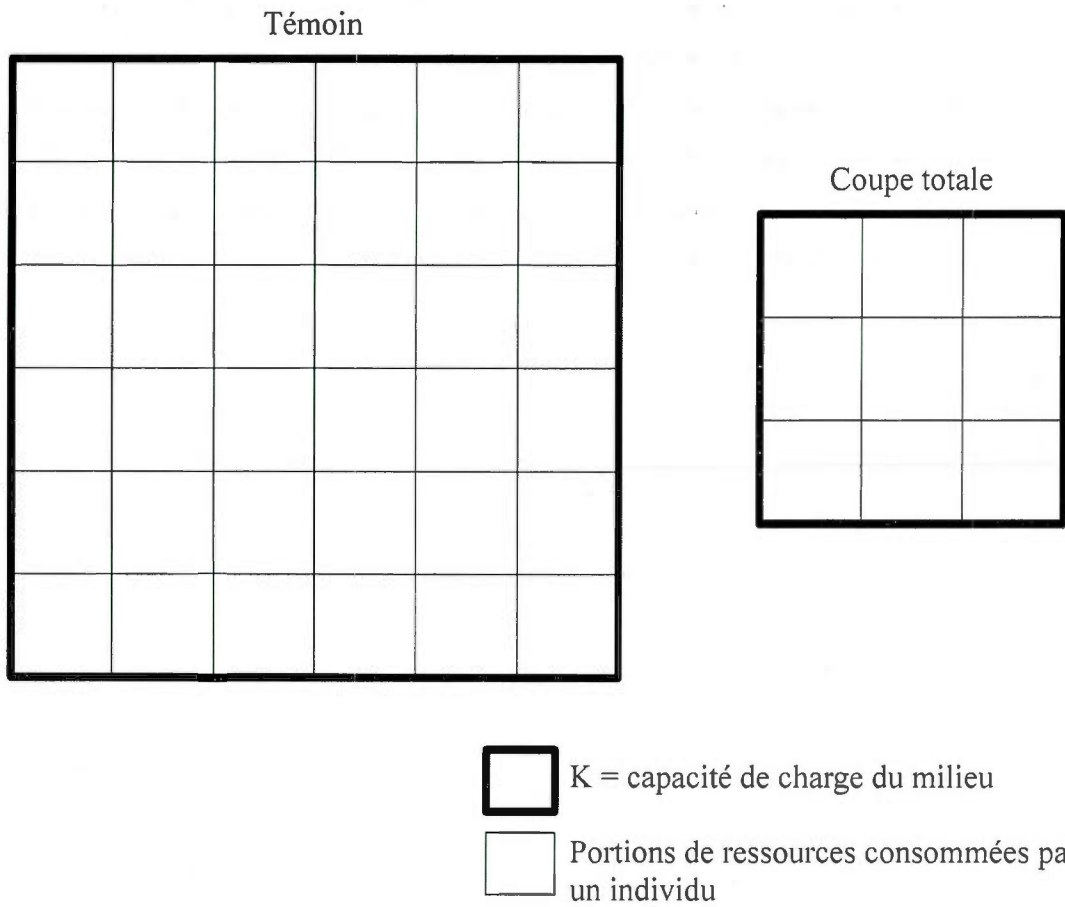 Témoin
Coupe totale
K = capacité de charge du milieu
Portions de ressources consommées pa
un individu